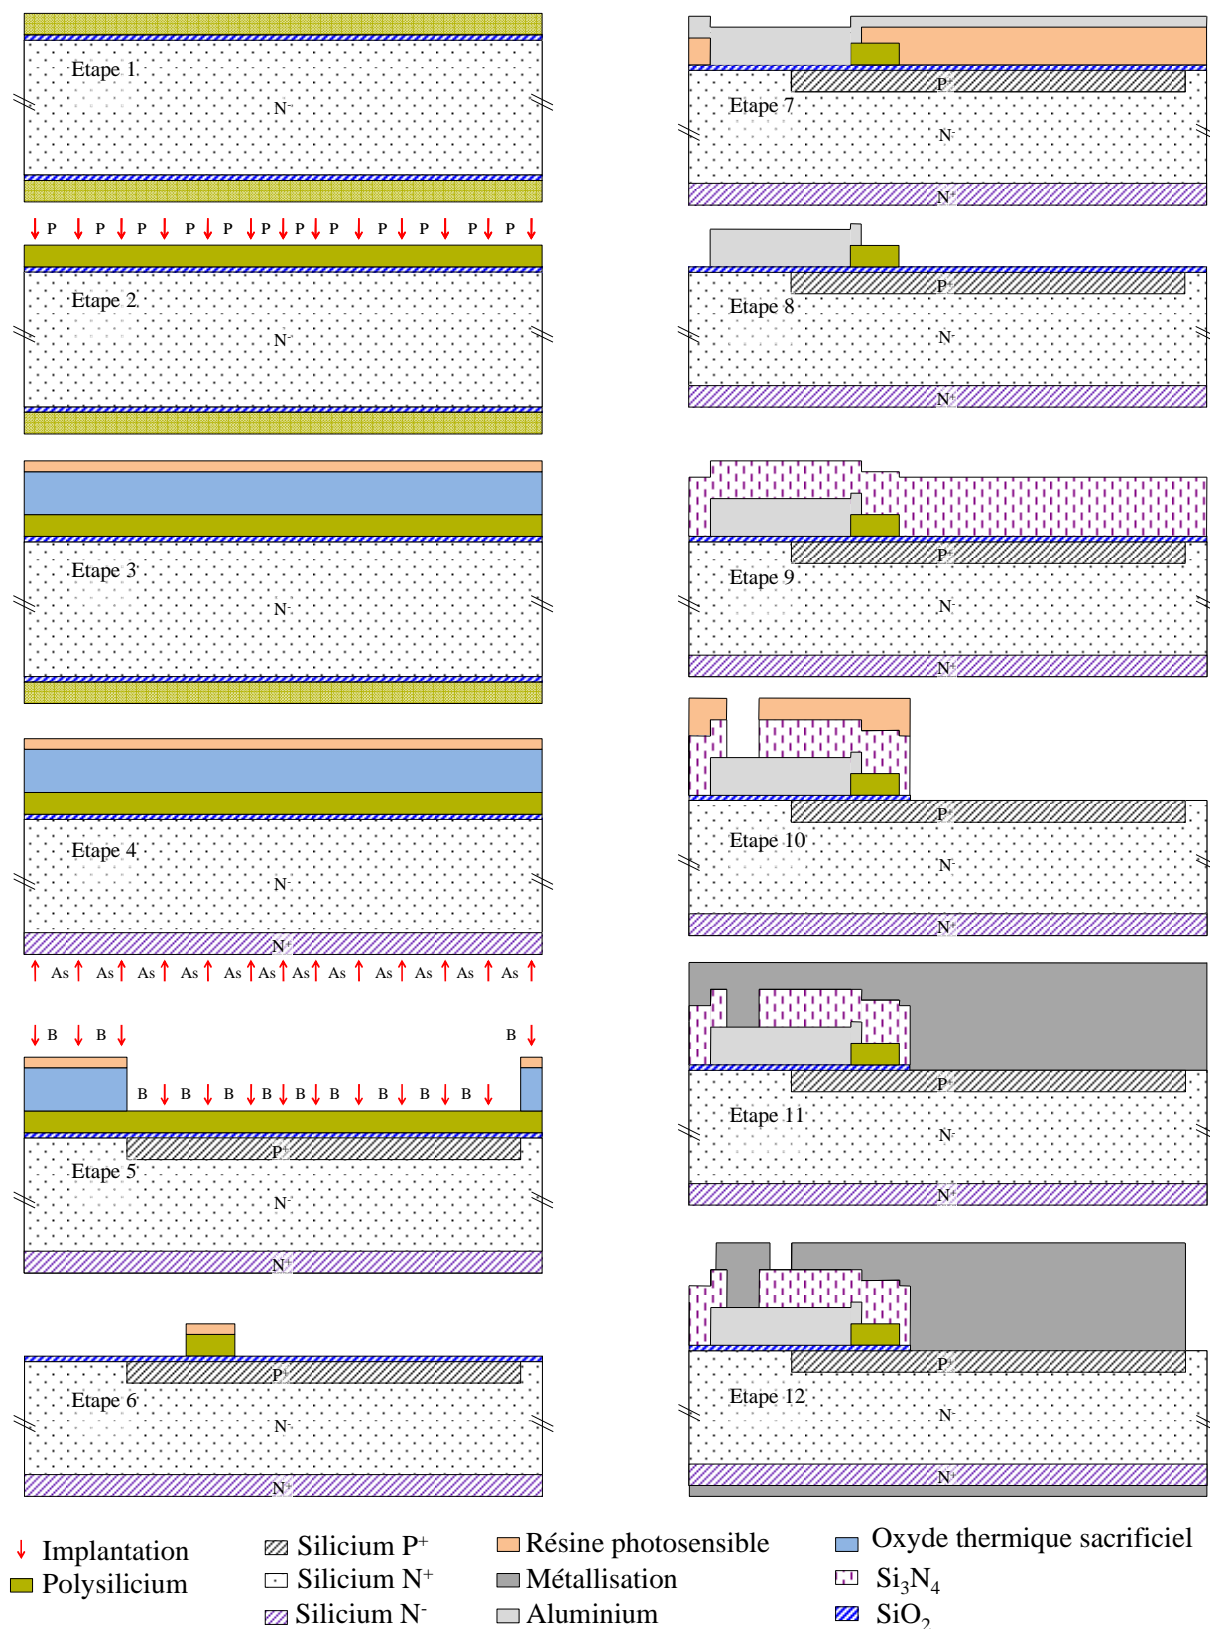 Etape 1
N-
P P P P P P P P P P P P
Etape 2
N-
Etape 3
N-
Etape 4
N-
N+
As As As As As As As As As As As As
B B B
B B B B B B B B
P+
Etape 5
N-
N+
P+
Etape 6
N-
N+
P+
Etape 7
N-
N+
P+
Etape 8
N-
N+
P+
Etape 9
N-
N+
P+
Etape 10
N-
N+
P+
Etape 11
N-
N+
P+
Etape 12
N-
N+
Implantation
Polysilicium
Silicium P+
Silicium N+
Silicium N-
Résine photosensible
Métallisation
Aluminium
Oxyde thermique sacrificiel
Si3N4
SiO2